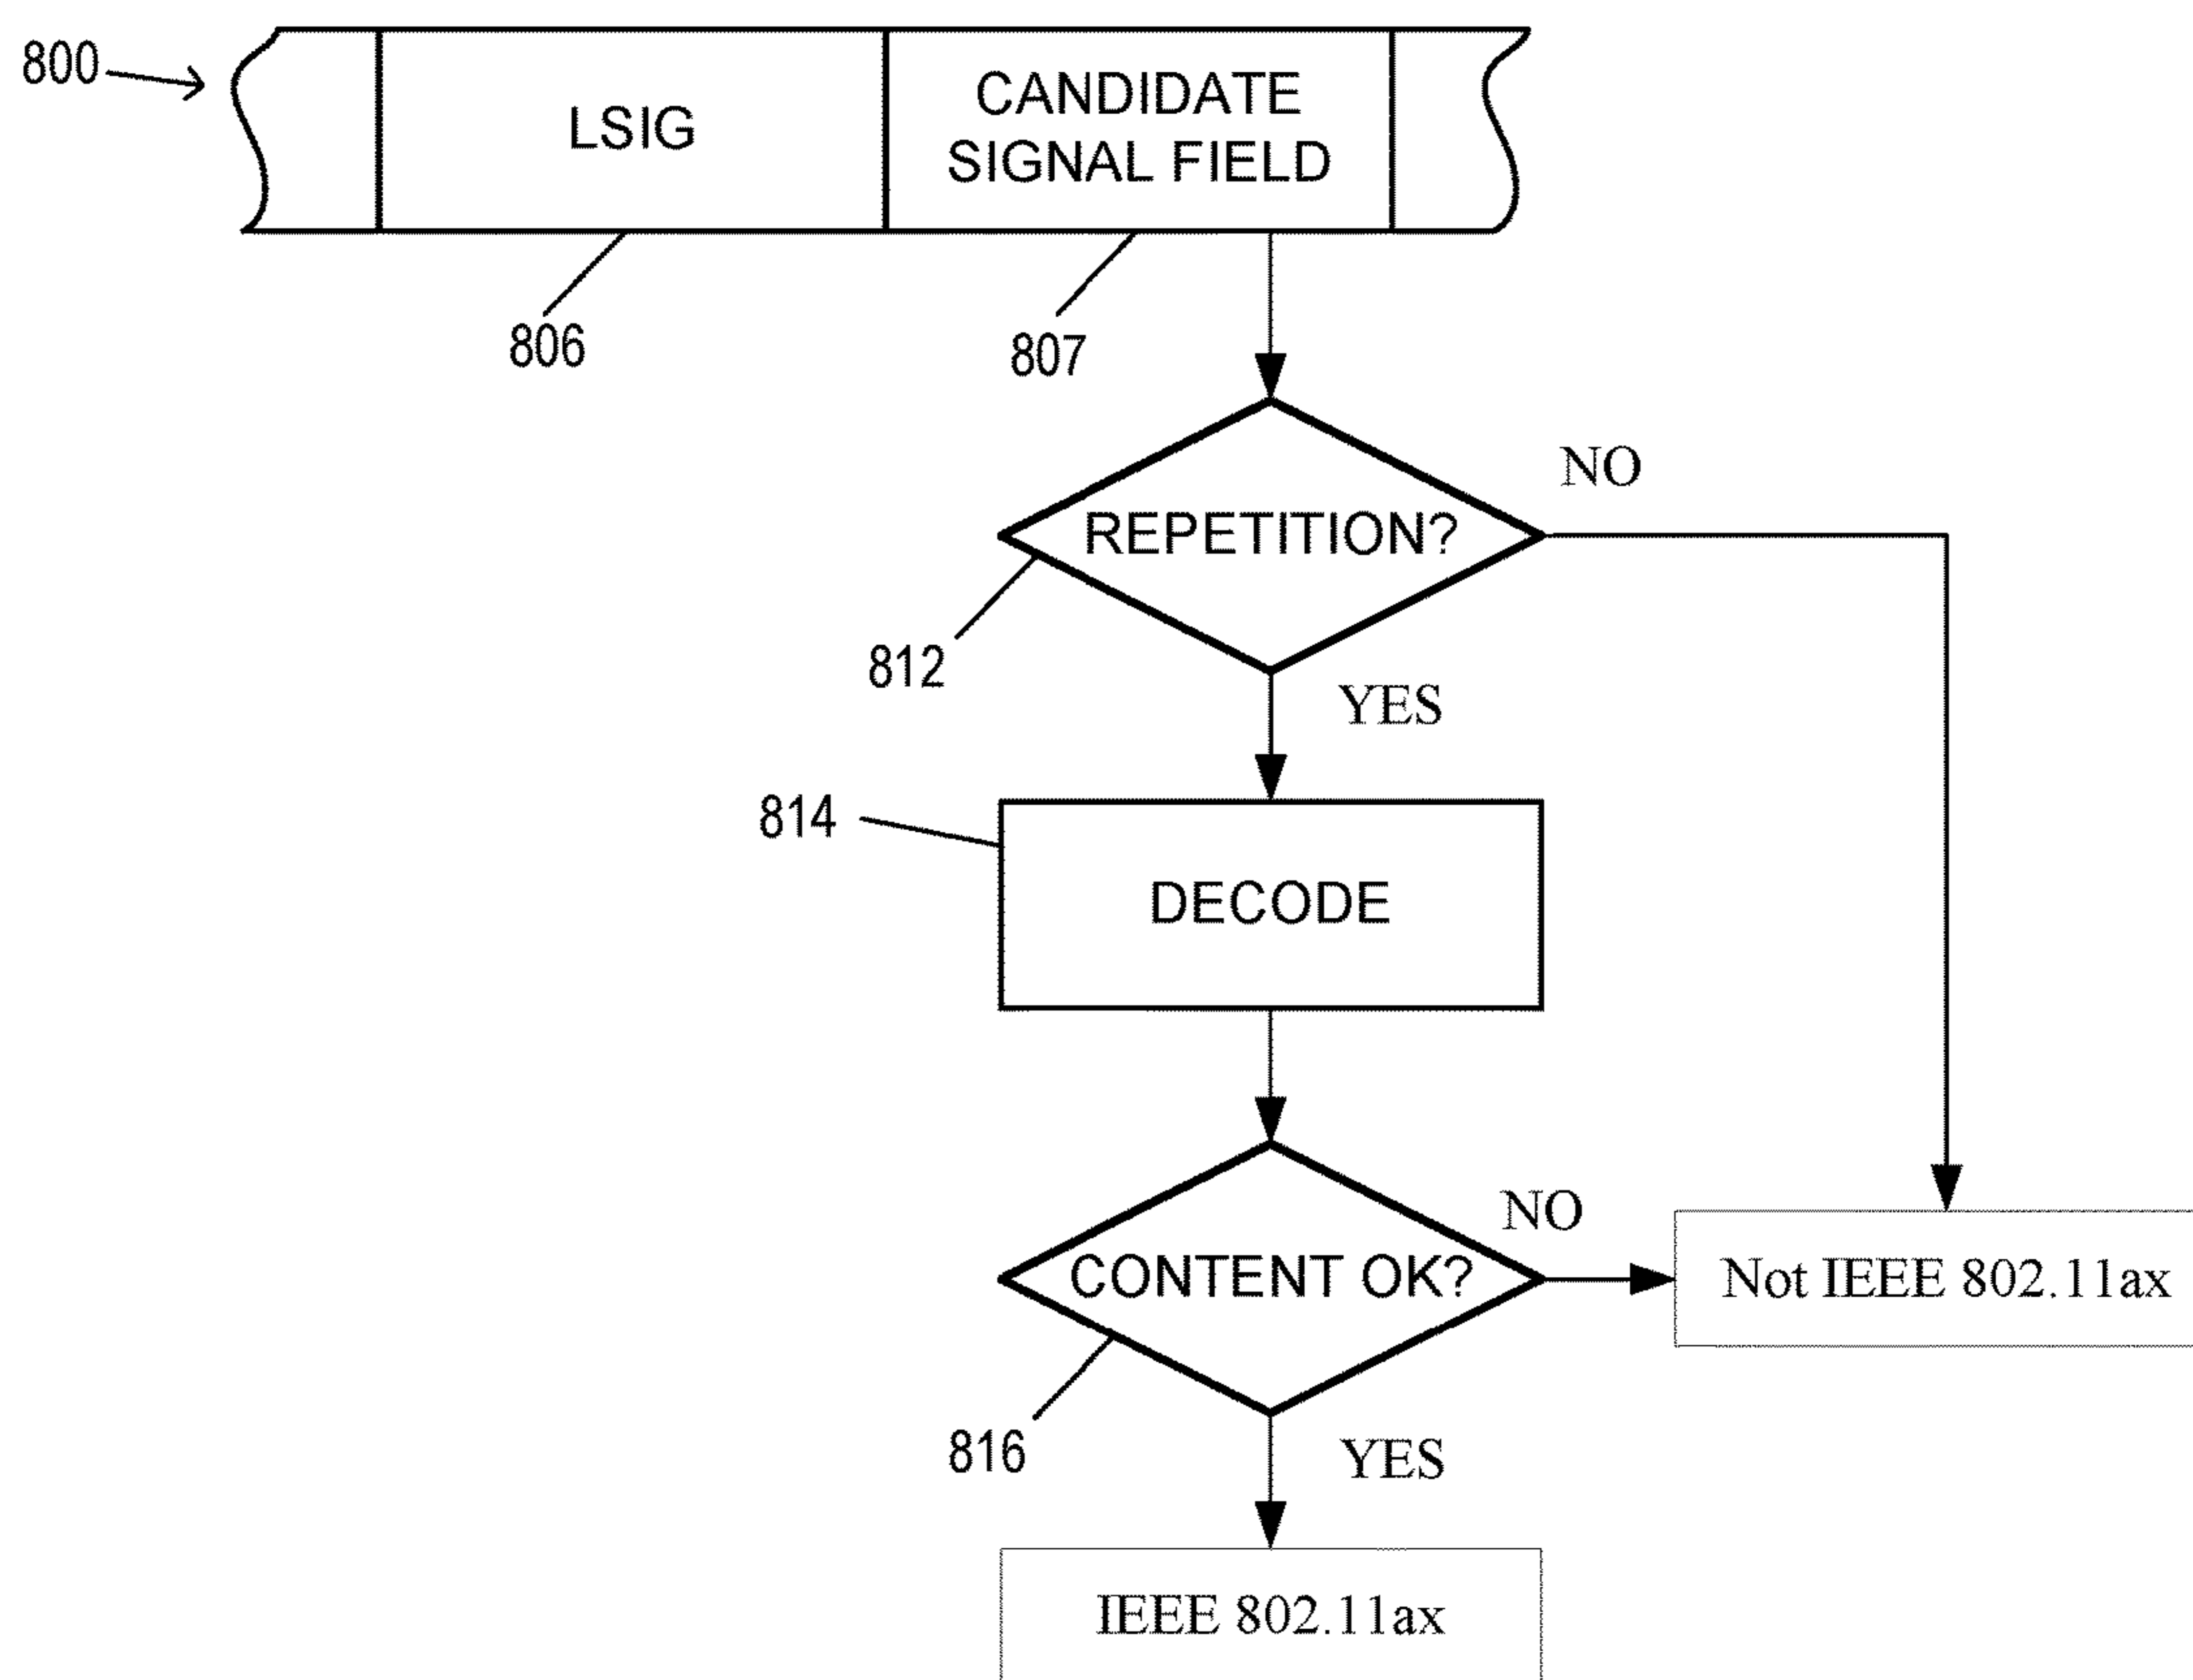 800
LSIG
CANDIDATE
SIGNAL FIELD
806
807
REPETITION?
NO
812
YES
814
DECODE
CONTENT OK?
NO
Not IEEE 802.11ax
816
YES
IEEE 802.11ax